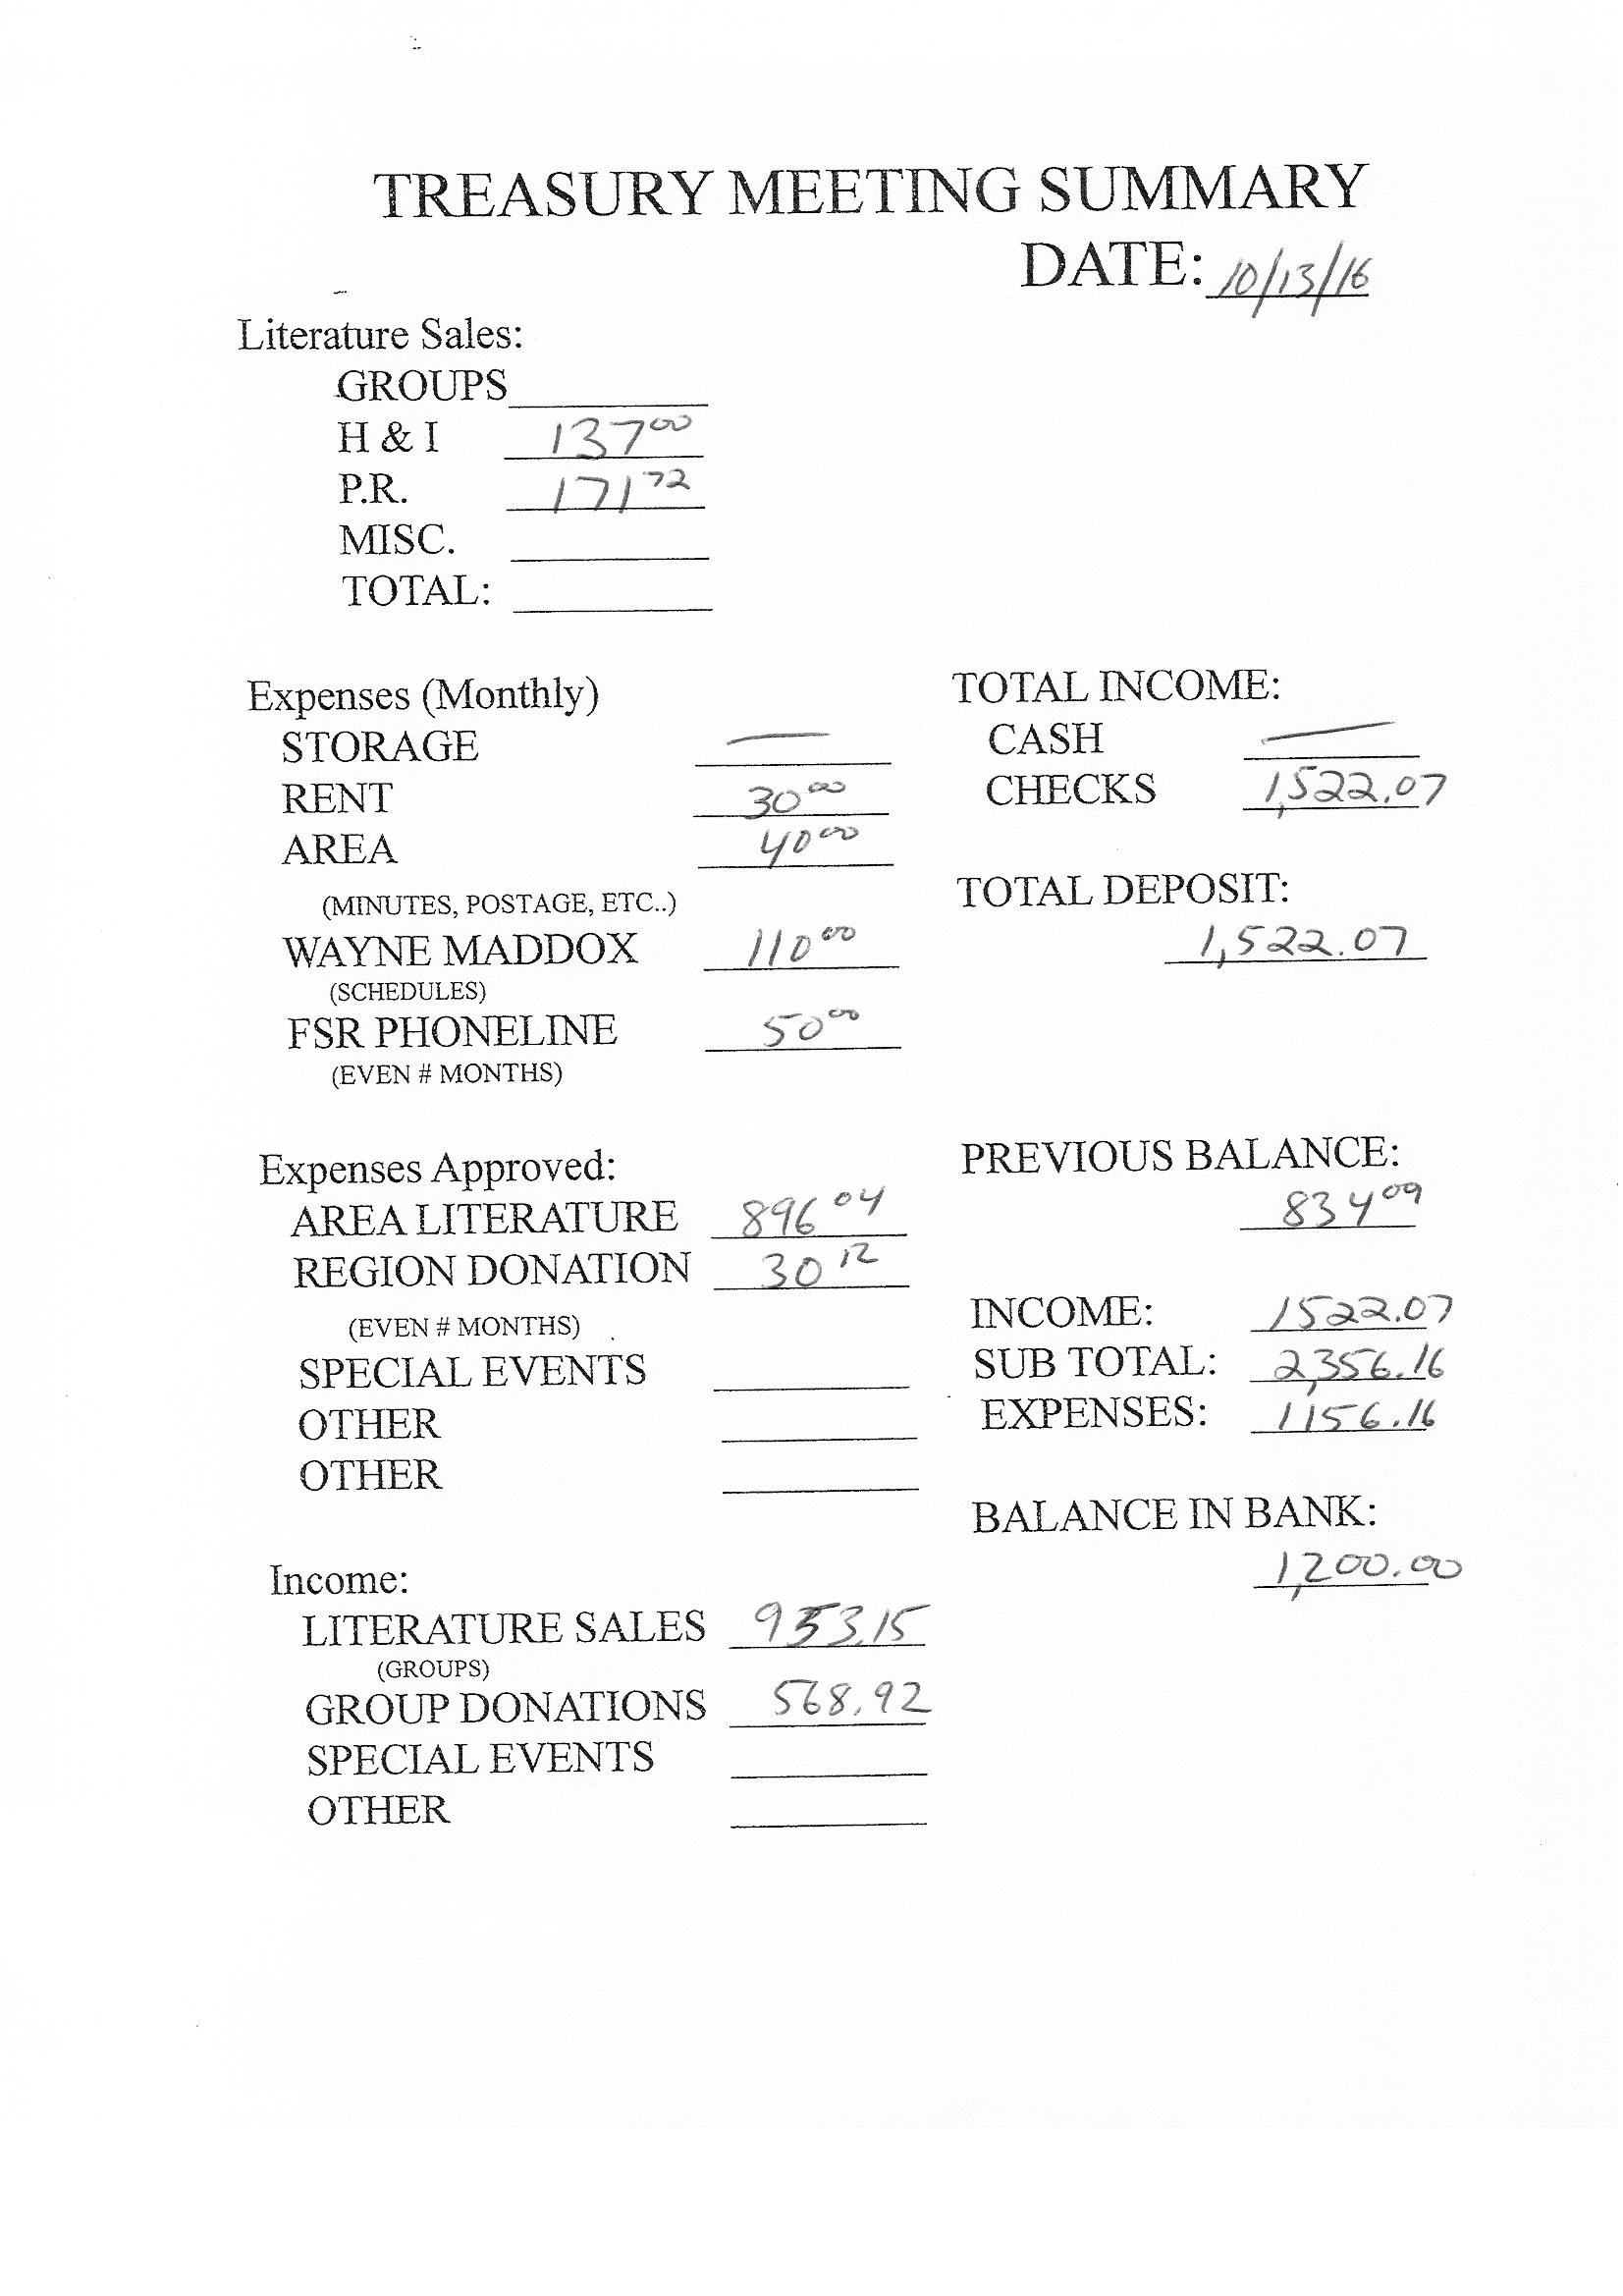 TREASURY MEETING SUMMARY
DATE: 10/13/16
Literature Sales:
GROUPS
H & I 137 00
P.R. 171 72
MISC.
TOTAL:
Expenses (Monthly)
STORAGE —
RENT 30 00
AREA 40 00
(MINUTES, POSTAGE, ETC..)
WAYNE MADDOX 110 00
(SCHEDULES)
FSR PHONELINE 50 00
(EVEN # MONTHS)
TOTAL INCOME:
CASH —
CHECKS 1,522.07
TOTAL DEPOSIT:
1,522.07
Expenses Approved:
AREA LITERATURE 896 04
REGION DONATION 30 12
(EVEN # MONTHS)
SPECIAL EVENTS
OTHER
OTHER
PREVIOUS BALANCE:
834 09
INCOME: 1522.07
SUB TOTAL: 2,356.16
EXPENSES: 1156.16
BALANCE IN BANK:
1,200.00
Income:
LITERATURE SALES 953.15
(GROUPS)
GROUP DONATIONS 568.92
SPECIAL EVENTS
OTHER